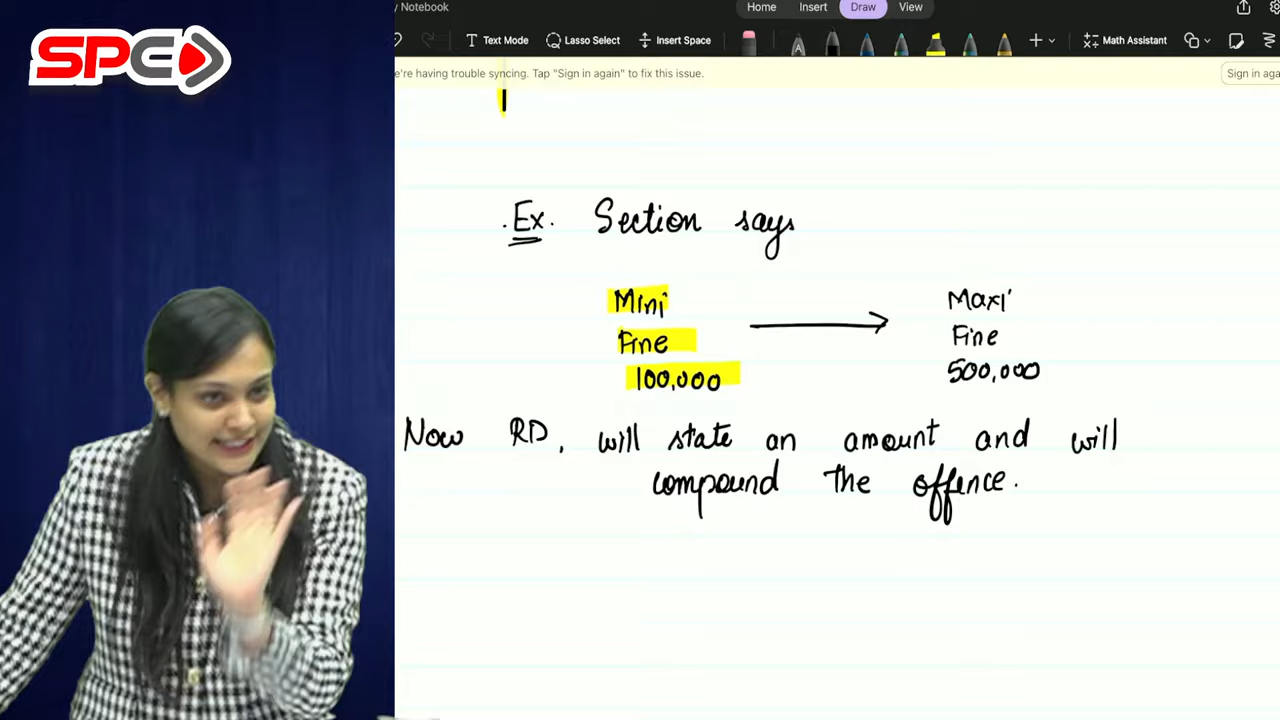 SPE
y Notebook
Home Insert Draw View
Text Mode Lasso Select Insert Space A Math Assistant
e're having trouble syncing. Tap "Sign in again" to fix this issue. Sign in aga
. Ex. Section says
Mini Maxi
Fine Fine
100,000 500,000
Now RD, will state an amount and will
compound the offence.